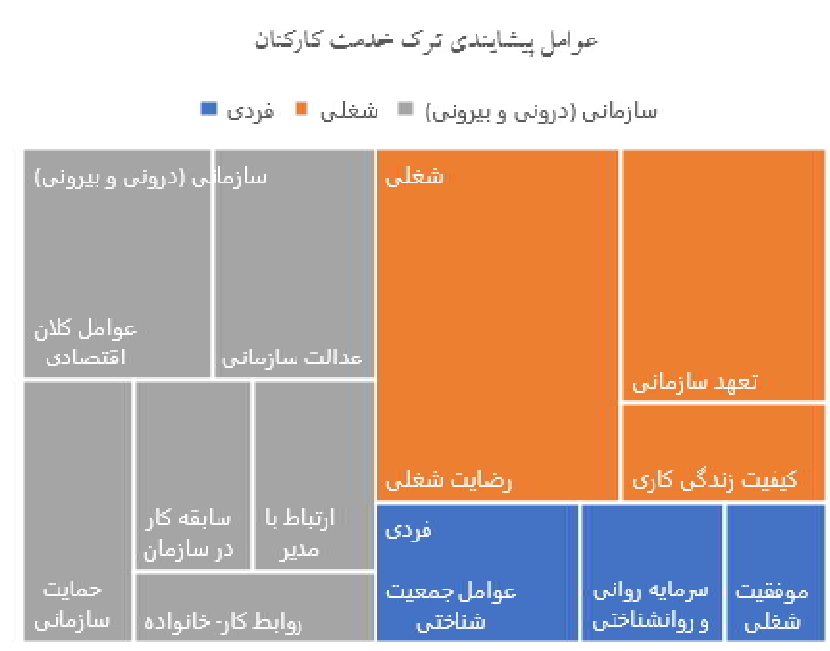 عوامل پیشایندی ترک خدمت کارکنان
سازمانی (درونی و بیرونی) شغلی فردی
سازمانی (درونی و بیرونی)
عوامل کلان
اقتصادی
عدالت سازمانی
حمایت
سازمانی
سابقه کار
در سازمان
ارتباط با
مدیر
روابط کار- خانواده
شغلی
رضایت شغلی
تعهد سازمانی
کیفیت زندگی کاری
فردی
عوامل جمعیت
شناختی
سرمایه روانی
و روانشناختی
موفقیت
شغلی